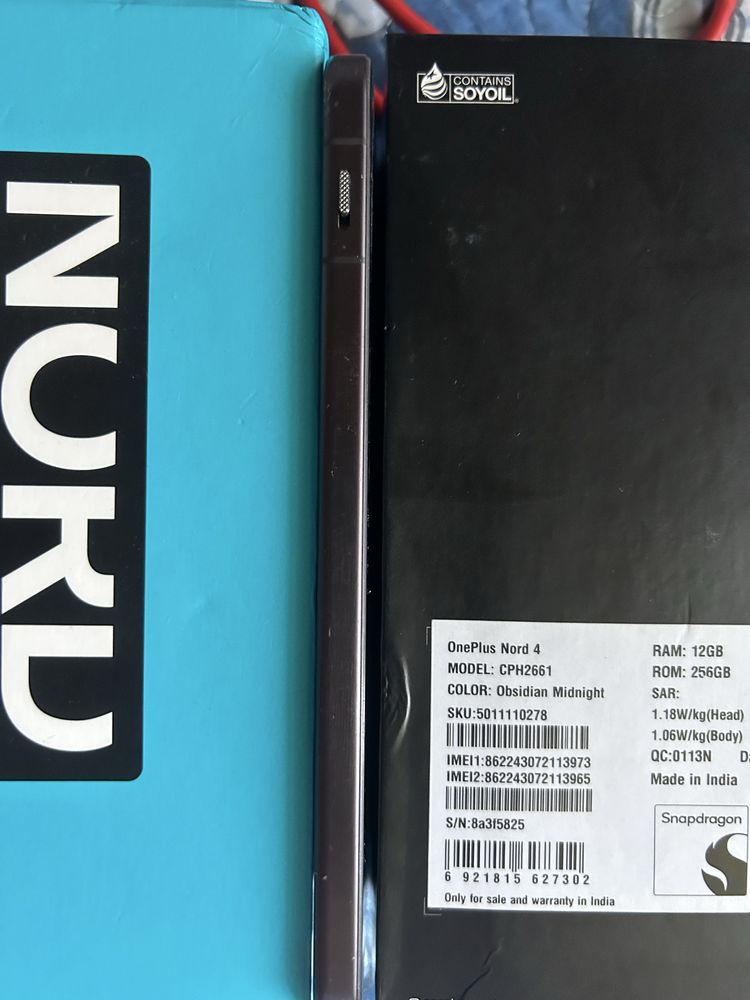 NORD
CONTAINS
SOYOIL
OnePlus Nord 4
MODEL: CPH2661
COLOR: Obsidian Midnight
SKU:5011110278
IMEI1:862243072113973
IMEI2:862243072113965
S/N:8a3f5825
6 921815 627302
Only for sale and warranty in India
RAM: 12GB
ROM: 256GB
SAR:
1.18W/kg(Head)
1.06W/kg(Body)
QC:0113N
Made in India
Snapdragon